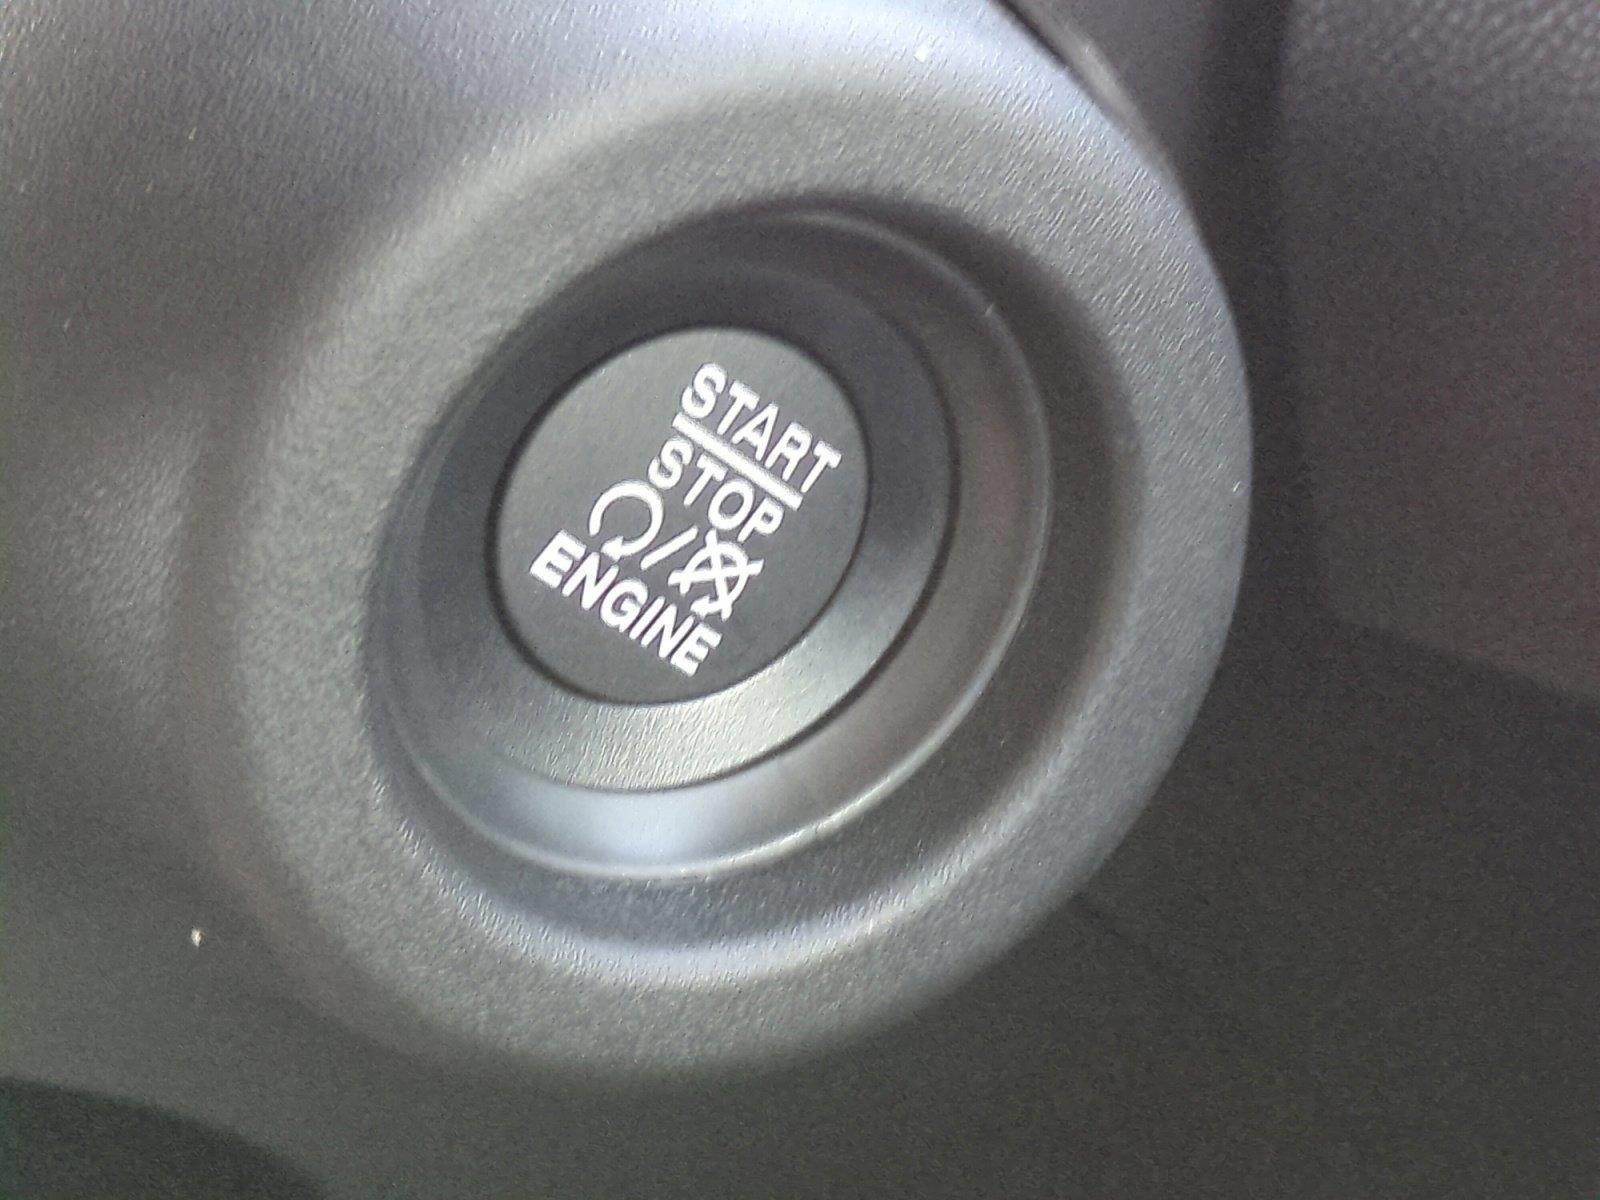 START
STOP
/
ENGINE